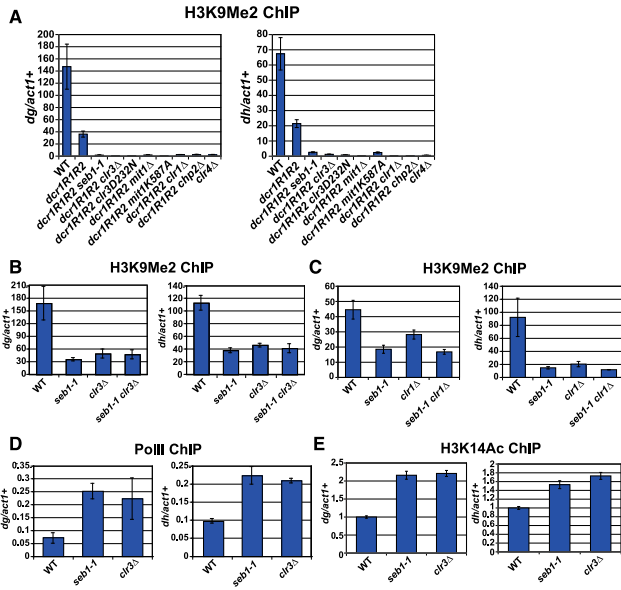 A
H3K9Me2 ChIP
dg/act1+
200
180
160
140
120
100
80
60
40
20
0
WT
dcr1R1R2
dcr1R1R2 seb1-1
dcr1R1R2 clr3Δ
dcr1R1R2 clr3D232N
dcr1R1R2 mit1Δ
dcr1R1R2 mit1K587A
dcr1R1R2 clr1Δ
dcr1R1R2 chp2Δ
clr4Δ
dh/act1+
80
70
60
50
40
30
20
10
0
WT
dcr1R1R2
dcr1R1R2 seb1-1
dcr1R1R2 clr3Δ
dcr1R1R2 clr3D232N
dcr1R1R2 mit1Δ
dcr1R1R2 mit1K587A
dcr1R1R2 clr1Δ
dcr1R1R2 chp2Δ
clr4Δ
B
H3K9Me2 ChIP
dg/act1+
210
180
150
120
90
60
30
0
WT
seb1-1
clr3Δ
seb1-1 clr3Δ
dh/act1+
140
120
100
80
60
40
20
0
WT
seb1-1
clr3Δ
seb1-1 clr3Δ
C
H3K9Me2 ChIP
dg/act1+
60
50
40
30
20
10
0
WT
seb1-1
clr1Δ
seb1-1 clr1Δ
dh/act1+
140
120
100
80
60
40
20
0
WT
seb1-1
clr1Δ
seb1-1 clr1Δ
D
PolII ChIP
dg/act1+
0.35
0.3
0.25
0.2
0.15
0.1
0.05
0
WT
seb1-1
clr3Δ
dh/act1+
0.25
0.2
0.15
0.1
0.05
0
WT
seb1-1
clr3Δ
E
H3K14Ac ChIP
dg/act1+
2.5
2
1.5
1
0.5
0
WT
seb1-1
clr3Δ
dh/act1+
2
1.8
1.6
1.4
1.2
1
0.8
0.6
0.4
0.2
0
WT
seb1-1
clr3Δ